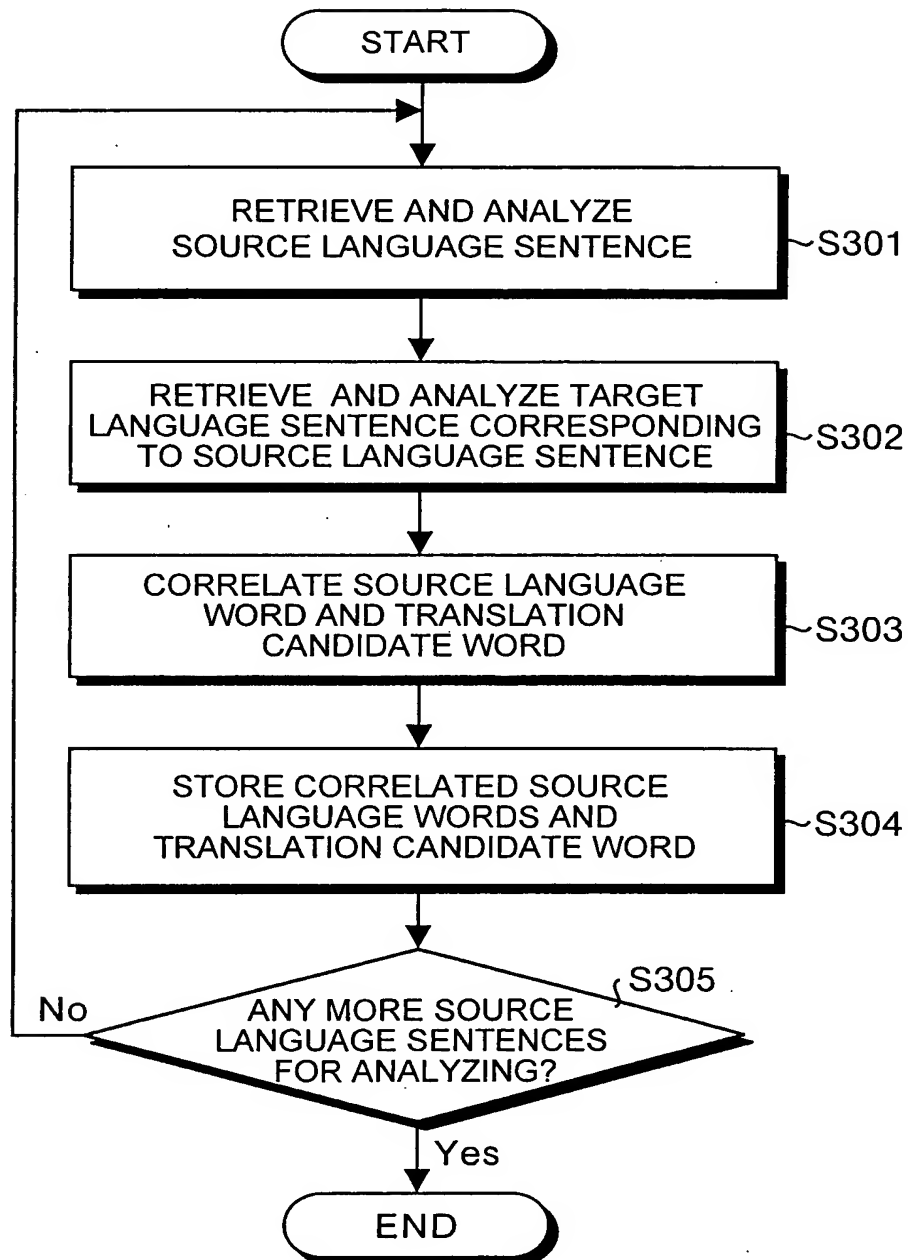 START
RETRIEVE AND ANALYZE
SOURCE LANGUAGE SENTENCE
~S301
RETRIEVE AND ANALYZE TARGET
LANGUAGE SENTENCE CORRESPONDING
TO SOURCE LANGUAGE SENTENCE
~S302
CORRELATE SOURCE LANGUAGE
WORD AND TRANSLATION
CANDIDATE WORD
~S303
STORE CORRELATED SOURCE
LANGUAGE WORDS AND
TRANSLATION CANDIDATE WORD
~S304
S305
No
ANY MORE SOURCE
LANGUAGE SENTENCES
FOR ANALYZING?
Yes
END